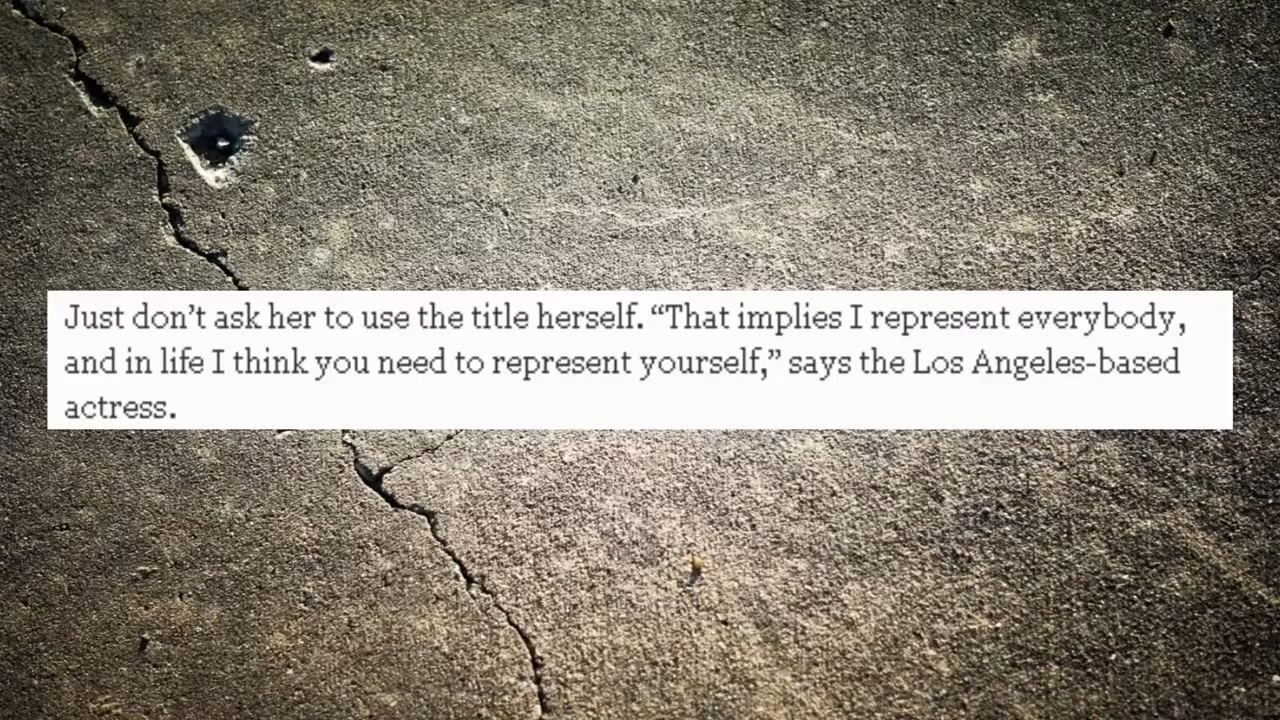 Just don’t ask her to use the title herself. “That implies I represent everybody,
and in life I think you need to represent yourself,” says the Los Angeles-based
actress.